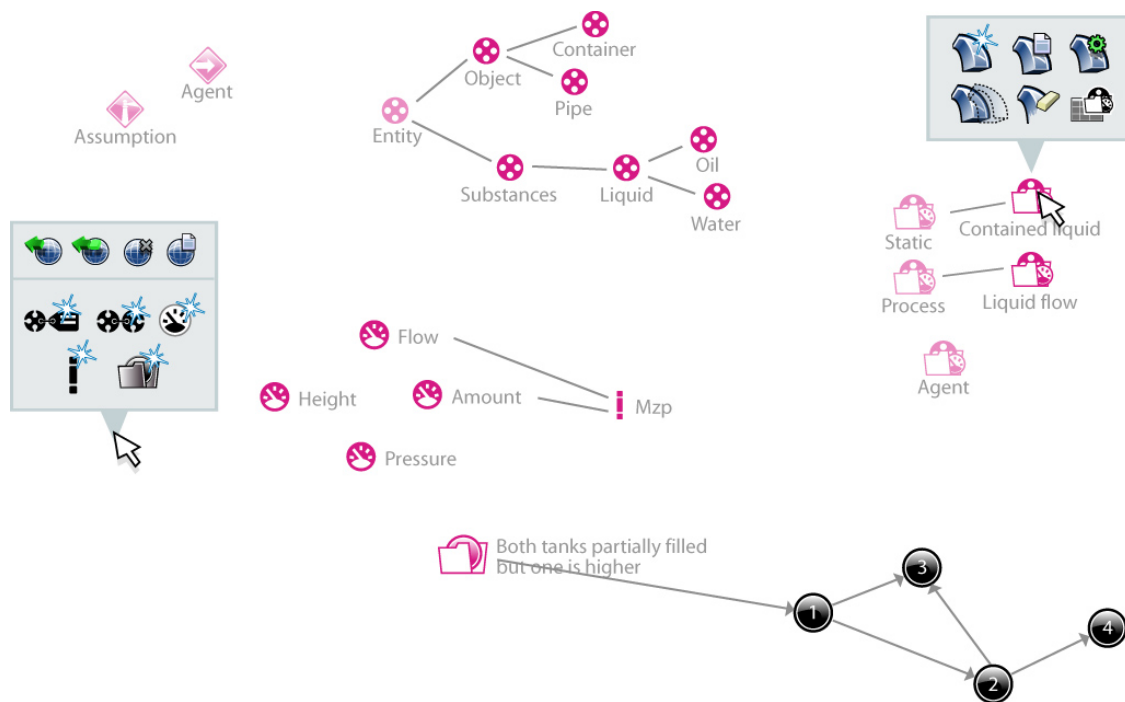 Container
Object
Agent
Pipe
Assumption
Entity
Oil
Substances
Liquid
Water
Static
Contained liquid
Process
Liquid flow
Flow
Agent
Height
Amount
Mzp
Pressure
Both tanks partially filled
but one is higher
3
1
4
2